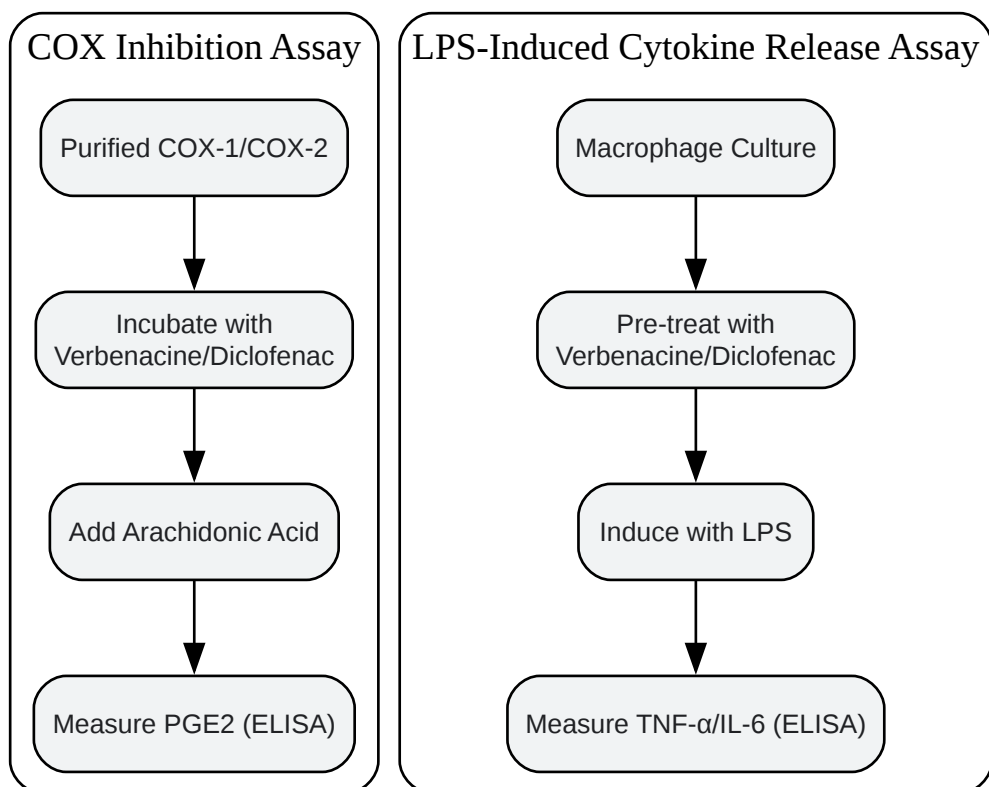 COX Inhibition Assay
Purified COX-1/COX-2
Incubate with
Verbenacine/Diclofenac
Add Arachidonic Acid
Measure PGE2 (ELISA)
LPS-Induced Cytokine Release Assay
Macrophage Culture
Pre-treat with
Verbenacine/Diclofenac
Induce with LPS
Measure TNF-α/IL-6 (ELISA)